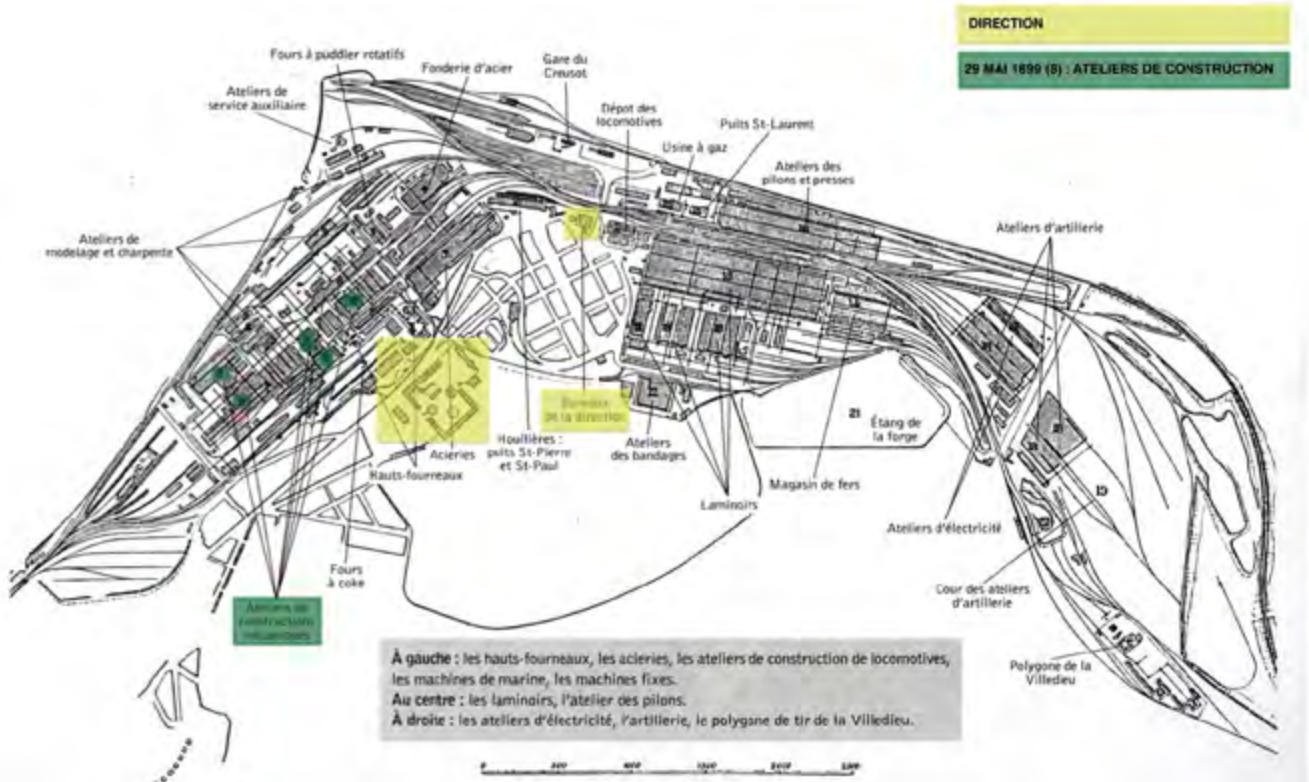 DIRECTION
29 MAI 1899 (8) : ATELIERS DE CONSTRUCTION
Fours à puddler rotatifs
Fonderie d'acier
Gare du
Creusot
Ateliers de
service auxiliaire
Dépot des
locomotives
Puits St-Laurent
Usine à gaz
Ateliers des
pilons et presses
Ateliers de
modelage et charpente
Ateliers d'artillerie
Bureaux
de la direction
21
Étang de
la forge
Houillères :
puits St-Pierre
et St-Paul
Ateliers
des bandages
Aciéries
Hauts-fourneaux
Magasin de fers
Laminoirs
Ateliers d'électricité
Fours
à coke
Cour des ateliers
d'artillerie
Ateliers de
constructions
mécaniques
Polygone de la
Villedieu
À gauche : les hauts-fourneaux, les acieries, les ateliers de construction de locomotives,
les machines de marine, les machines fixes.
Au centre : les laminoirs, l'atelier des pilons.
À droite : les ateliers d'électricité, l'artillerie, le polygone de tir de la Villedieu.